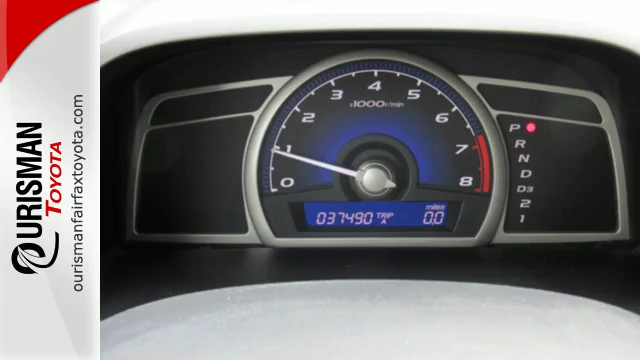 OURISMAN
TOYOTA
ourismanfairfaxtoyota.com
0
1
2
3
4
5
6
7
8
x1000r/min
037490 TRIP A miles 0.0
P
R
N
D
D3
2
1